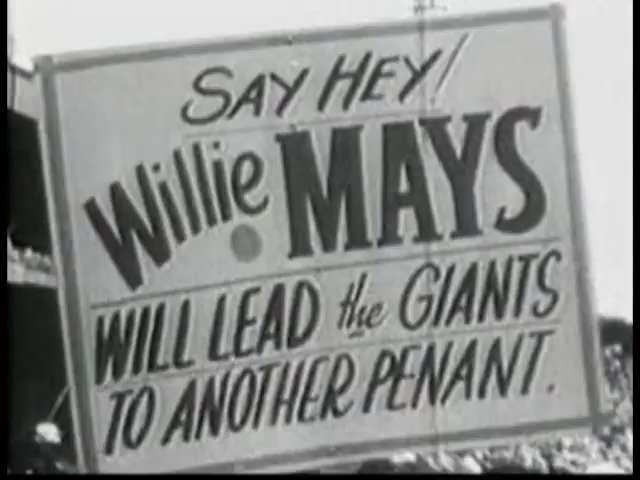 SAY HEY!
Willie MAYS
WILL LEAD the GIANTS
TO ANOTHER PENANT.